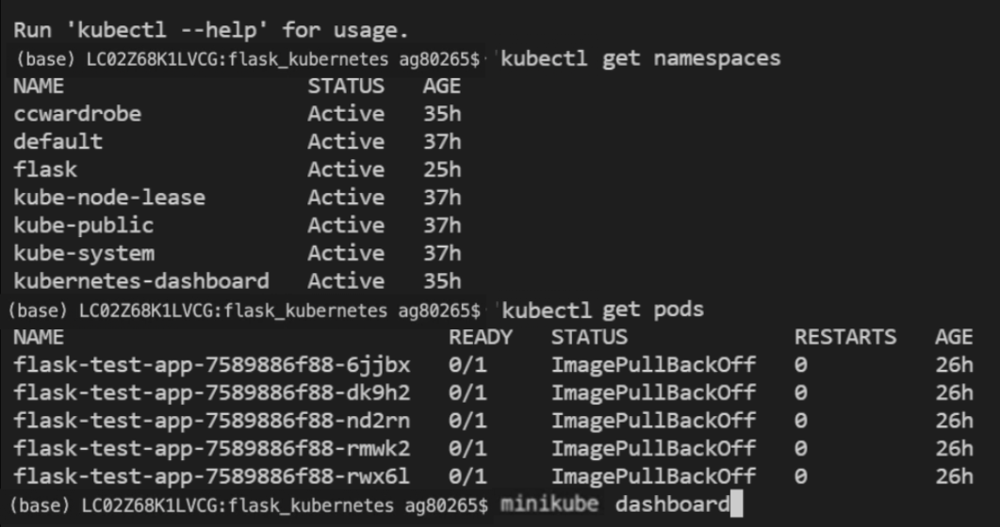 Run 'kubectl --help' for usage.
(base) LC02Z68K1LVCG:flask_kubernetes ag80265$ kubectl get namespaces
NAME STATUS AGE
ccwardrobe Active 35h
default Active 37h
flask Active 25h
kube-node-lease Active 37h
kube-public Active 37h
kube-system Active 37h
kubernetes-dashboard Active 35h
(base) LC02Z68K1LVCG:flask_kubernetes ag80265$ kubectl get pods
NAME READY STATUS RESTARTS AGE
flask-test-app-7589886f88-6jjbx 0/1 ImagePullBackOff 0 26h
flask-test-app-7589886f88-dk9h2 0/1 ImagePullBackOff 0 26h
flask-test-app-7589886f88-nd2rn 0/1 ImagePullBackOff 0 26h
flask-test-app-7589886f88-rmwk2 0/1 ImagePullBackOff 0 26h
flask-test-app-7589886f88-rwx6l 0/1 ImagePullBackOff 0 26h
(base) LC02Z68K1LVCG:flask_kubernetes ag80265$ minikube dashboard